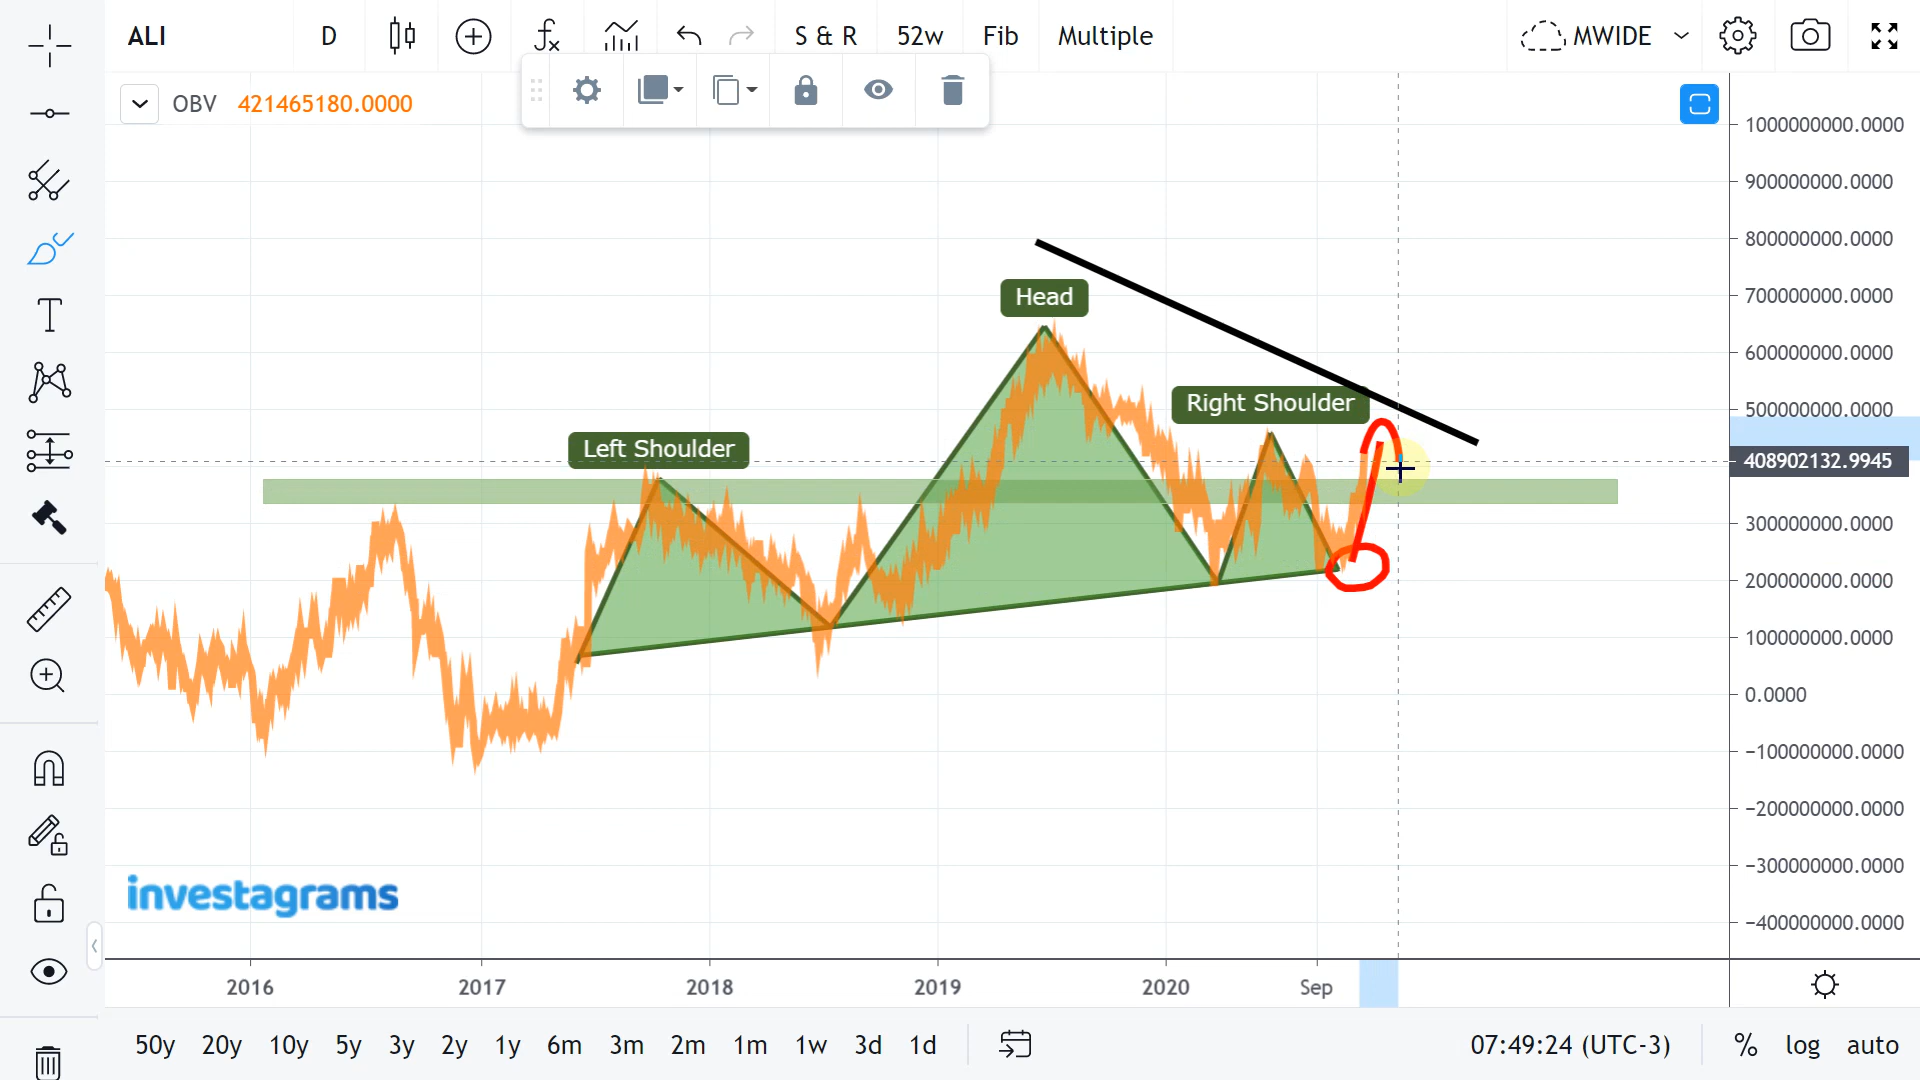 ALI D S & R 52w Fib Multiple MWIDE
OBV 421465180.0000
1000000000.0000
900000000.0000
800000000.0000
Head
700000000.0000
600000000.0000
Right Shoulder
500000000.0000
Left Shoulder
408902132.9945
300000000.0000
200000000.0000
100000000.0000
0.0000
-100000000.0000
-200000000.0000
-300000000.0000
investagrams
-400000000.0000
2016 2017 2018 2019 2020 Sep
50y 20y 10y 5y 3y 2y 1y 6m 3m 2m 1m 1w 3d 1d 07:49:24 (UTC-3) % log auto